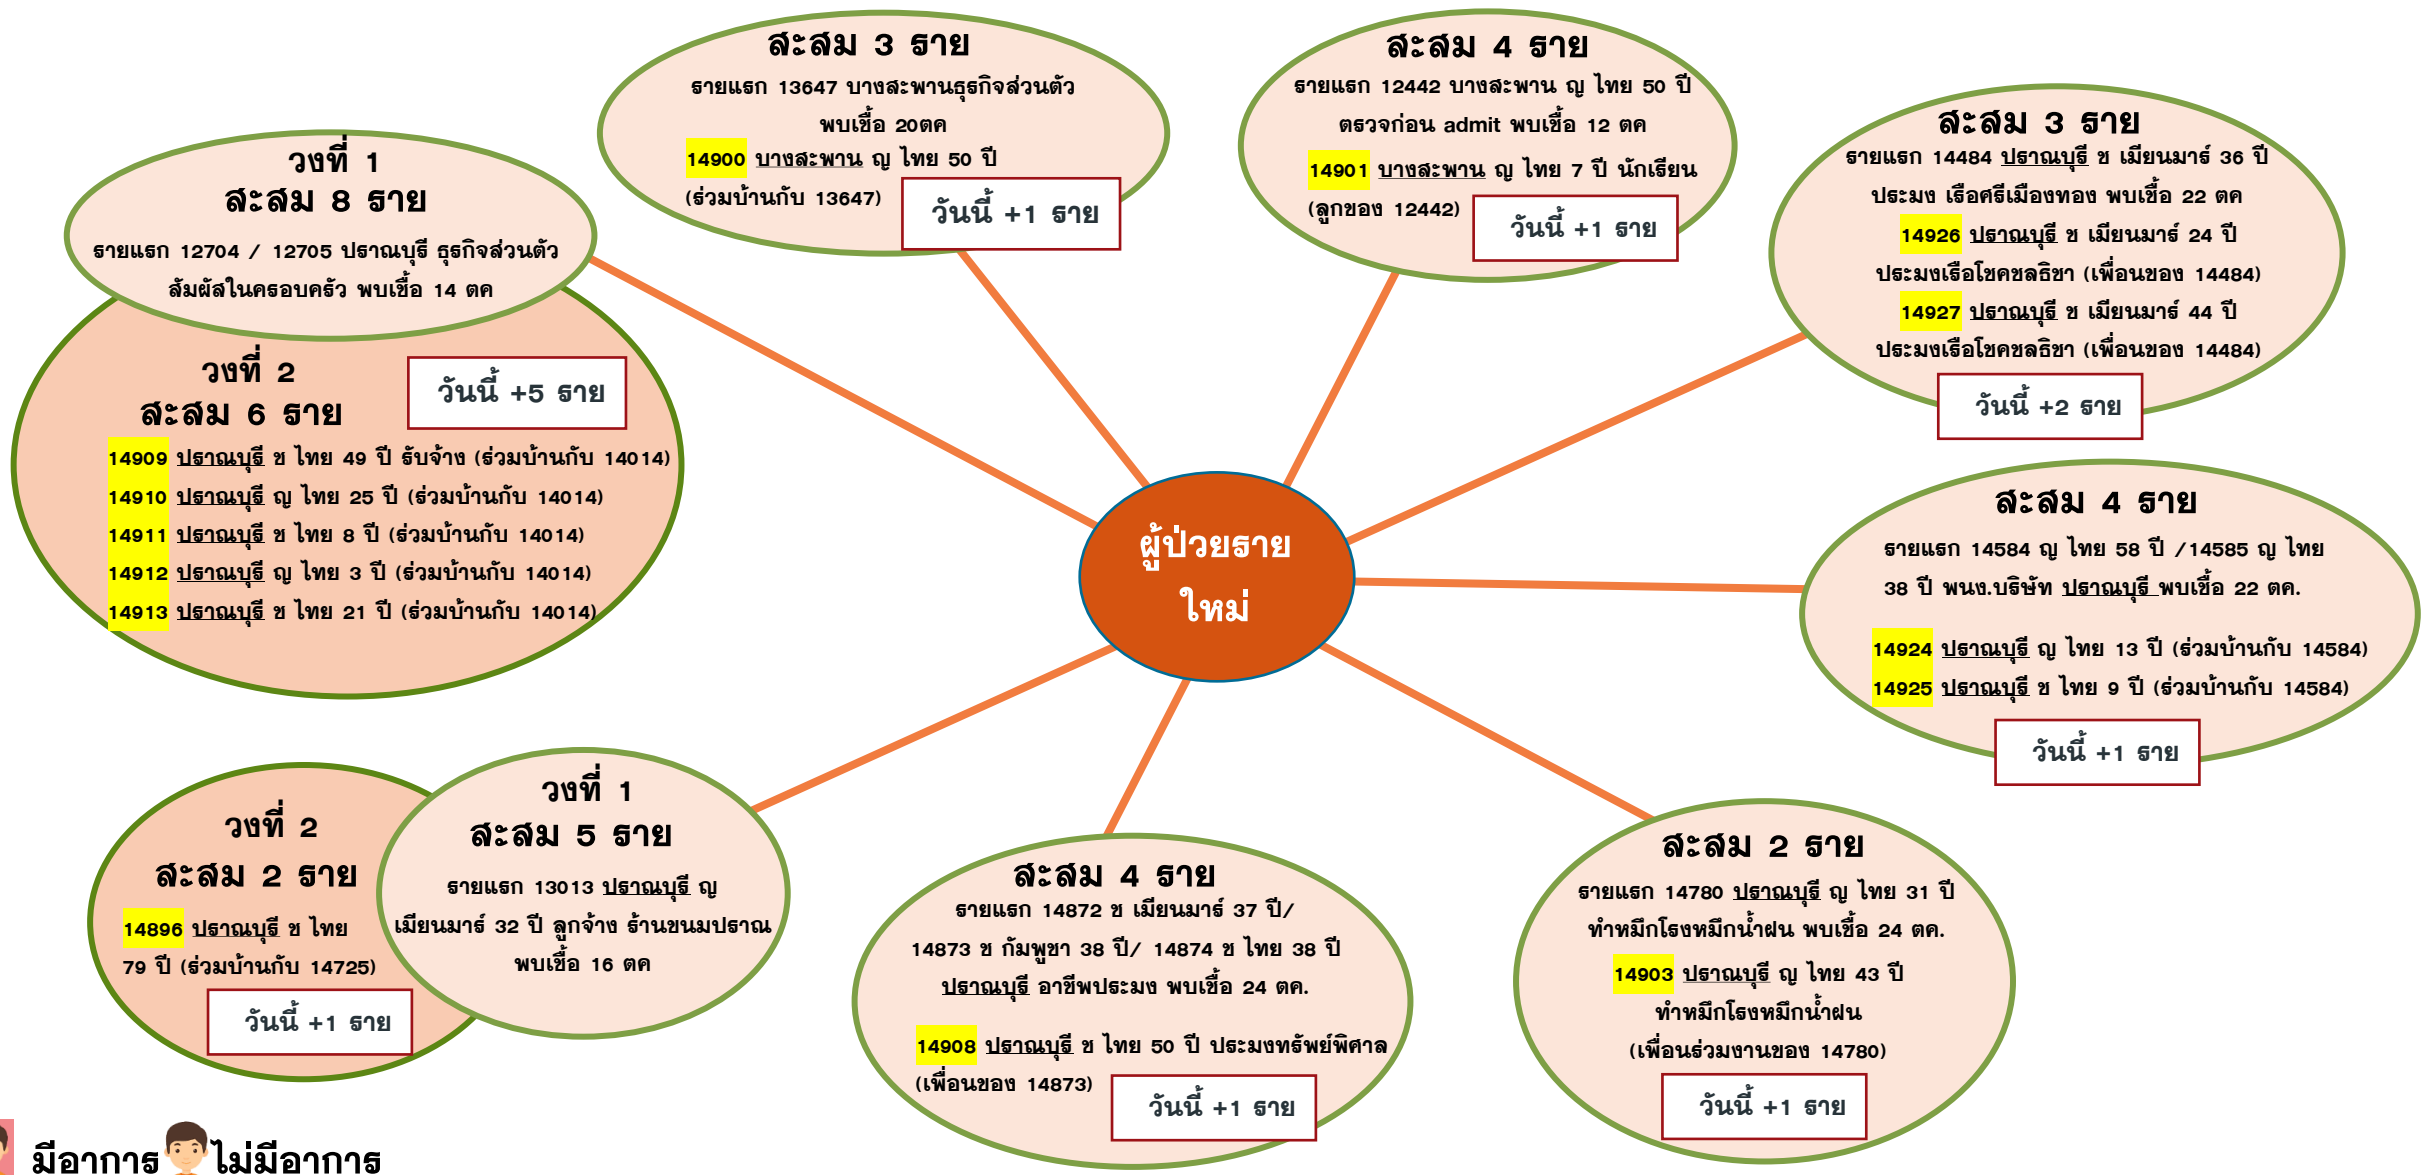 สะสม 3 ราย
รายแรก 13647 บางสะพานธุรกิจส่วนตัว
พบเชื้อ 20ตค
14900 บางสะพาน ญ ไทย 50 ปี
(ร่วมบ้านกับ 13647)
วันนี้ +1 ราย
สะสม 4 ราย
รายแรก 12442 บางสะพาน ญ ไทย 50 ปี
ตรวจก่อน admit พบเชื้อ 12 ตค
14901 บางสะพาน ญ ไทย 7 ปี นักเรียน
(ลูกของ 12442)
วันนี้ +1 ราย
สะสม 3 ราย
รายแรก 14484 ปราณบุรี ช เมียนมาร์ 36 ปี
ประมง เรือศรีเมืองทอง พบเชื้อ 22 ตค
14926 ปราณบุรี ช เมียนมาร์ 24 ปี
ประมงเรือโชคชลธิชา (เพื่อนของ 14484)
14927 ปราณบุรี ช เมียนมาร์ 44 ปี
ประมงเรือโชคชลธิชา (เพื่อนของ 14484)
วันนี้ +2 ราย
วงที่ 1
สะสม 8 ราย
รายแรก 12704 / 12705 ปราณบุรี ธุรกิจส่วนตัว
สัมผัสในครอบครัว พบเชื้อ 14 ตค
วงที่ 2
สะสม 6 ราย
วันนี้ +5 ราย
14909 ปราณบุรี ช ไทย 49 ปี รับจ้าง (ร่วมบ้านกับ 14014)
14910 ปราณบุรี ญ ไทย 25 ปี (ร่วมบ้านกับ 14014)
14911 ปราณบุรี ช ไทย 8 ปี (ร่วมบ้านกับ 14014)
14912 ปราณบุรี ญ ไทย 3 ปี (ร่วมบ้านกับ 14014)
14913 ปราณบุรี ช ไทย 21 ปี (ร่วมบ้านกับ 14014)
ผู้ป่วยราย
ใหม่
สะสม 4 ราย
รายแรก 14584 ญ ไทย 58 ปี /14585 ญ ไทย
38 ปี พนง.บริษัท ปราณบุรี พบเชื้อ 22 ตค.
14924 ปราณบุรี ญ ไทย 13 ปี (ร่วมบ้านกับ 14584)
14925 ปราณบุรี ช ไทย 9 ปี (ร่วมบ้านกับ 14584)
วันนี้ +1 ราย
วงที่ 2
สะสม 2 ราย
14896 ปราณบุรี ช ไทย
79 ปี (ร่วมบ้านกับ 14725)
วันนี้ +1 ราย
วงที่ 1
สะสม 5 ราย
รายแรก 13013 ปราณบุรี ญ
เมียนมาร์ 32 ปี ลูกจ้าง ร้านขนมปราณ
พบเชื้อ 16 ตค
สะสม 4 ราย
รายแรก 14872 ช เมียนมาร์ 37 ปี/
14873 ช กัมพูชา 38 ปี/ 14874 ช ไทย 38 ปี
ปราณบุรี อาชีพประมง พบเชื้อ 24 ตค.
14908 ปราณบุรี ช ไทย 50 ปี ประมงทรัพย์พิศาล
(เพื่อนของ 14873)
วันนี้ +1 ราย
สะสม 2 ราย
รายแรก 14780 ปราณบุรี ญ ไทย 31 ปี
ทำหมึกโรงหมึกน้ำฝน พบเชื้อ 24 ตค.
14903 ปราณบุรี ญ ไทย 43 ปี
ทำหมึกโรงหมึกน้ำฝน
(เพื่อนร่วมงานของ 14780)
วันนี้ +1 ราย
มีอาการ ไม่มีอาการ